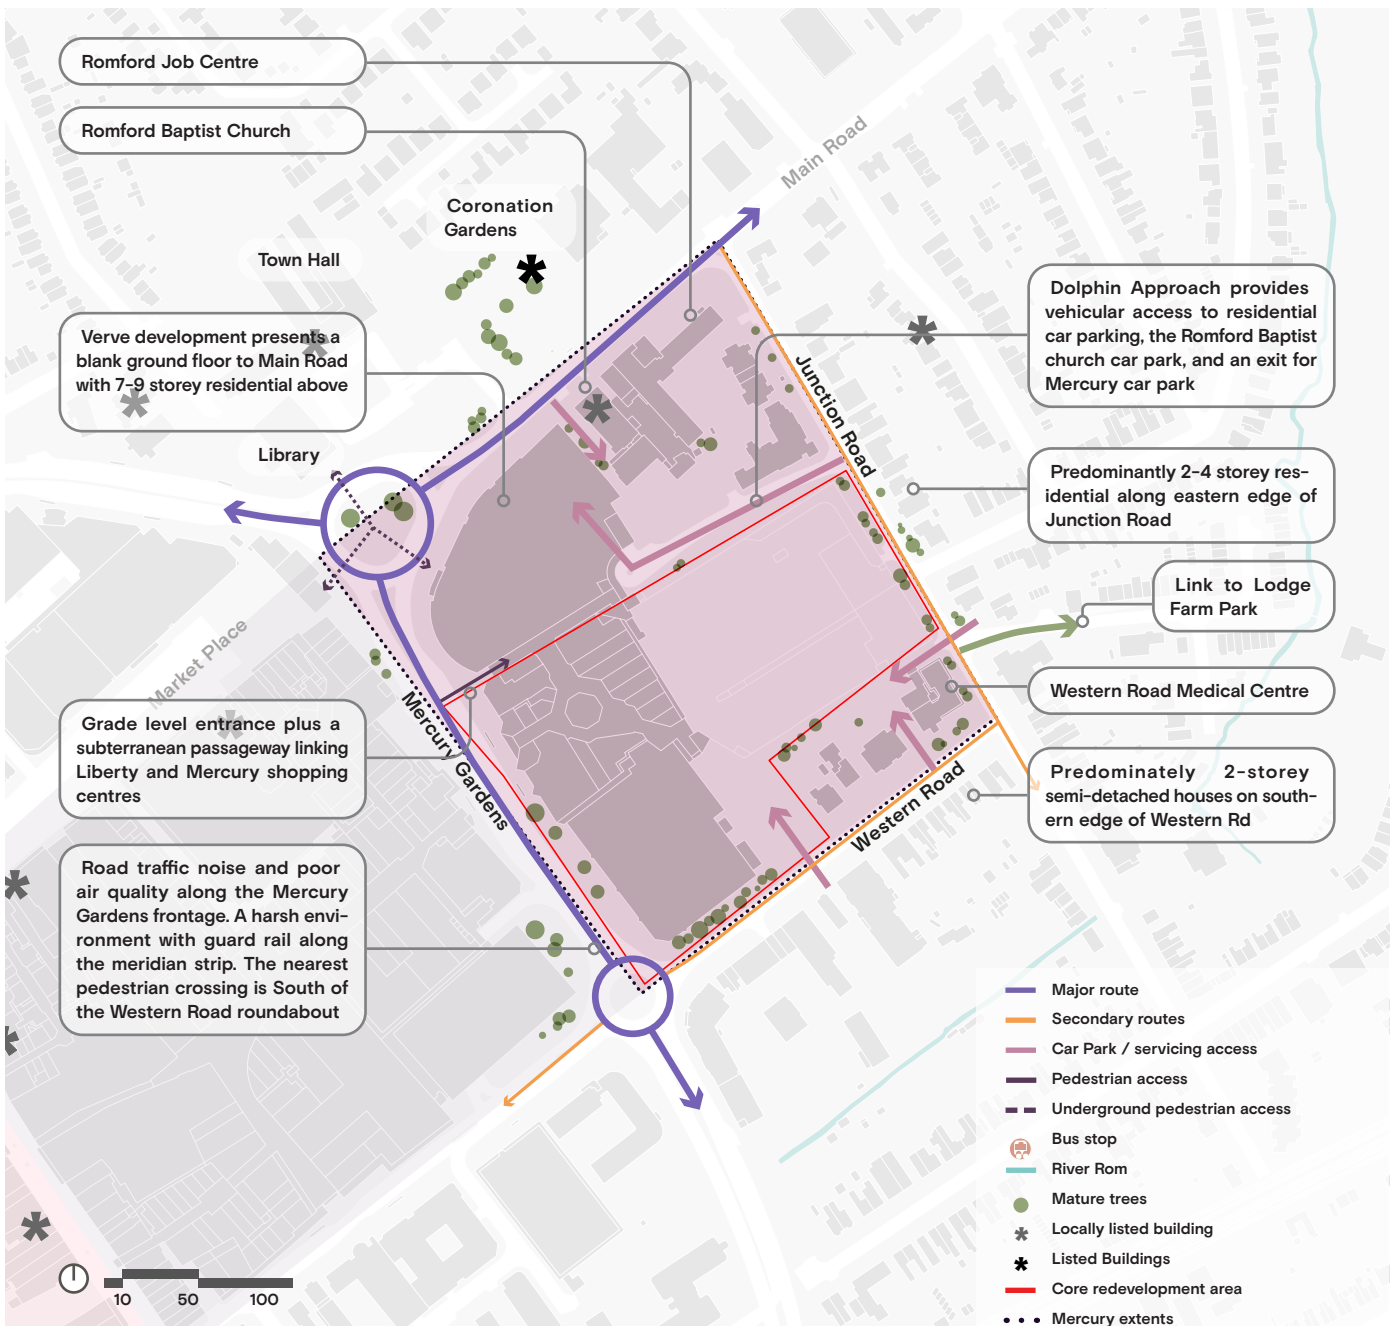 Romford Job Centre
Romford Baptist Church
Main Road
Coronation
Gardens
Town Hall
Verve development presents a
blank ground floor to Main Road
with 7-9 storey residential above
Dolphin Approach provides
vehicular access to residential
car parking, the Romford Baptist
church car park, and an exit for
Mercury car park
Junction Road
Library
Predominantly 2-4 storey res-
idential along eastern edge of
Junction Road
Link to Lodge
Farm Park
Market Place
Western Road Medical Centre
Grade level entrance plus a
subterranean passageway linking
Liberty and Mercury shopping
centres
Mercury Gardens
Predominately 2-storey
semi-detached houses on south-
ern edge of Western Rd
Western Road
Road traffic noise and poor
air quality along the Mercury
Gardens frontage. A harsh envi-
ronment with guard rail along
the meridian strip. The nearest
pedestrian crossing is South of
the Western Road roundabout
Major route
Secondary routes
Car Park / servicing access
Pedestrian access
Underground pedestrian access
Bus stop
River Rom
Mature trees
Locally listed building
Listed Buildings
Core redevelopment area
Mercury extents
10 50 100